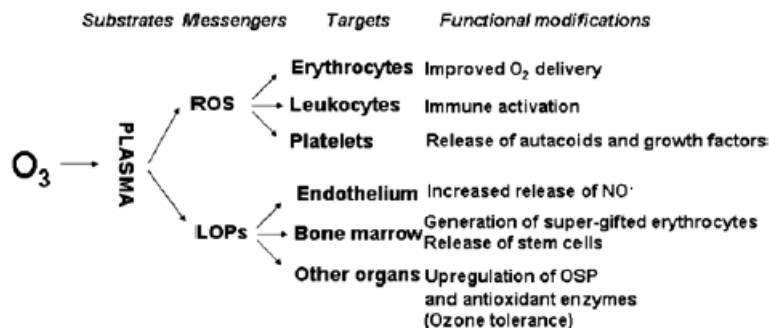 Substrates Messengers Targets Functional modifications
Erythrocytes Improved O₂ delivery
ROS Leukocytes Immune activation
Platelets Release of autacoids and growth factors
O₃ PLASMA
Endothelium Increased release of NO·
LOPs Bone marrow Generation of super-gifted erythrocytes
Release of stem cells
Other organs Upregulation of OSP
and antioxidant enzymes
(Ozone tolerance)